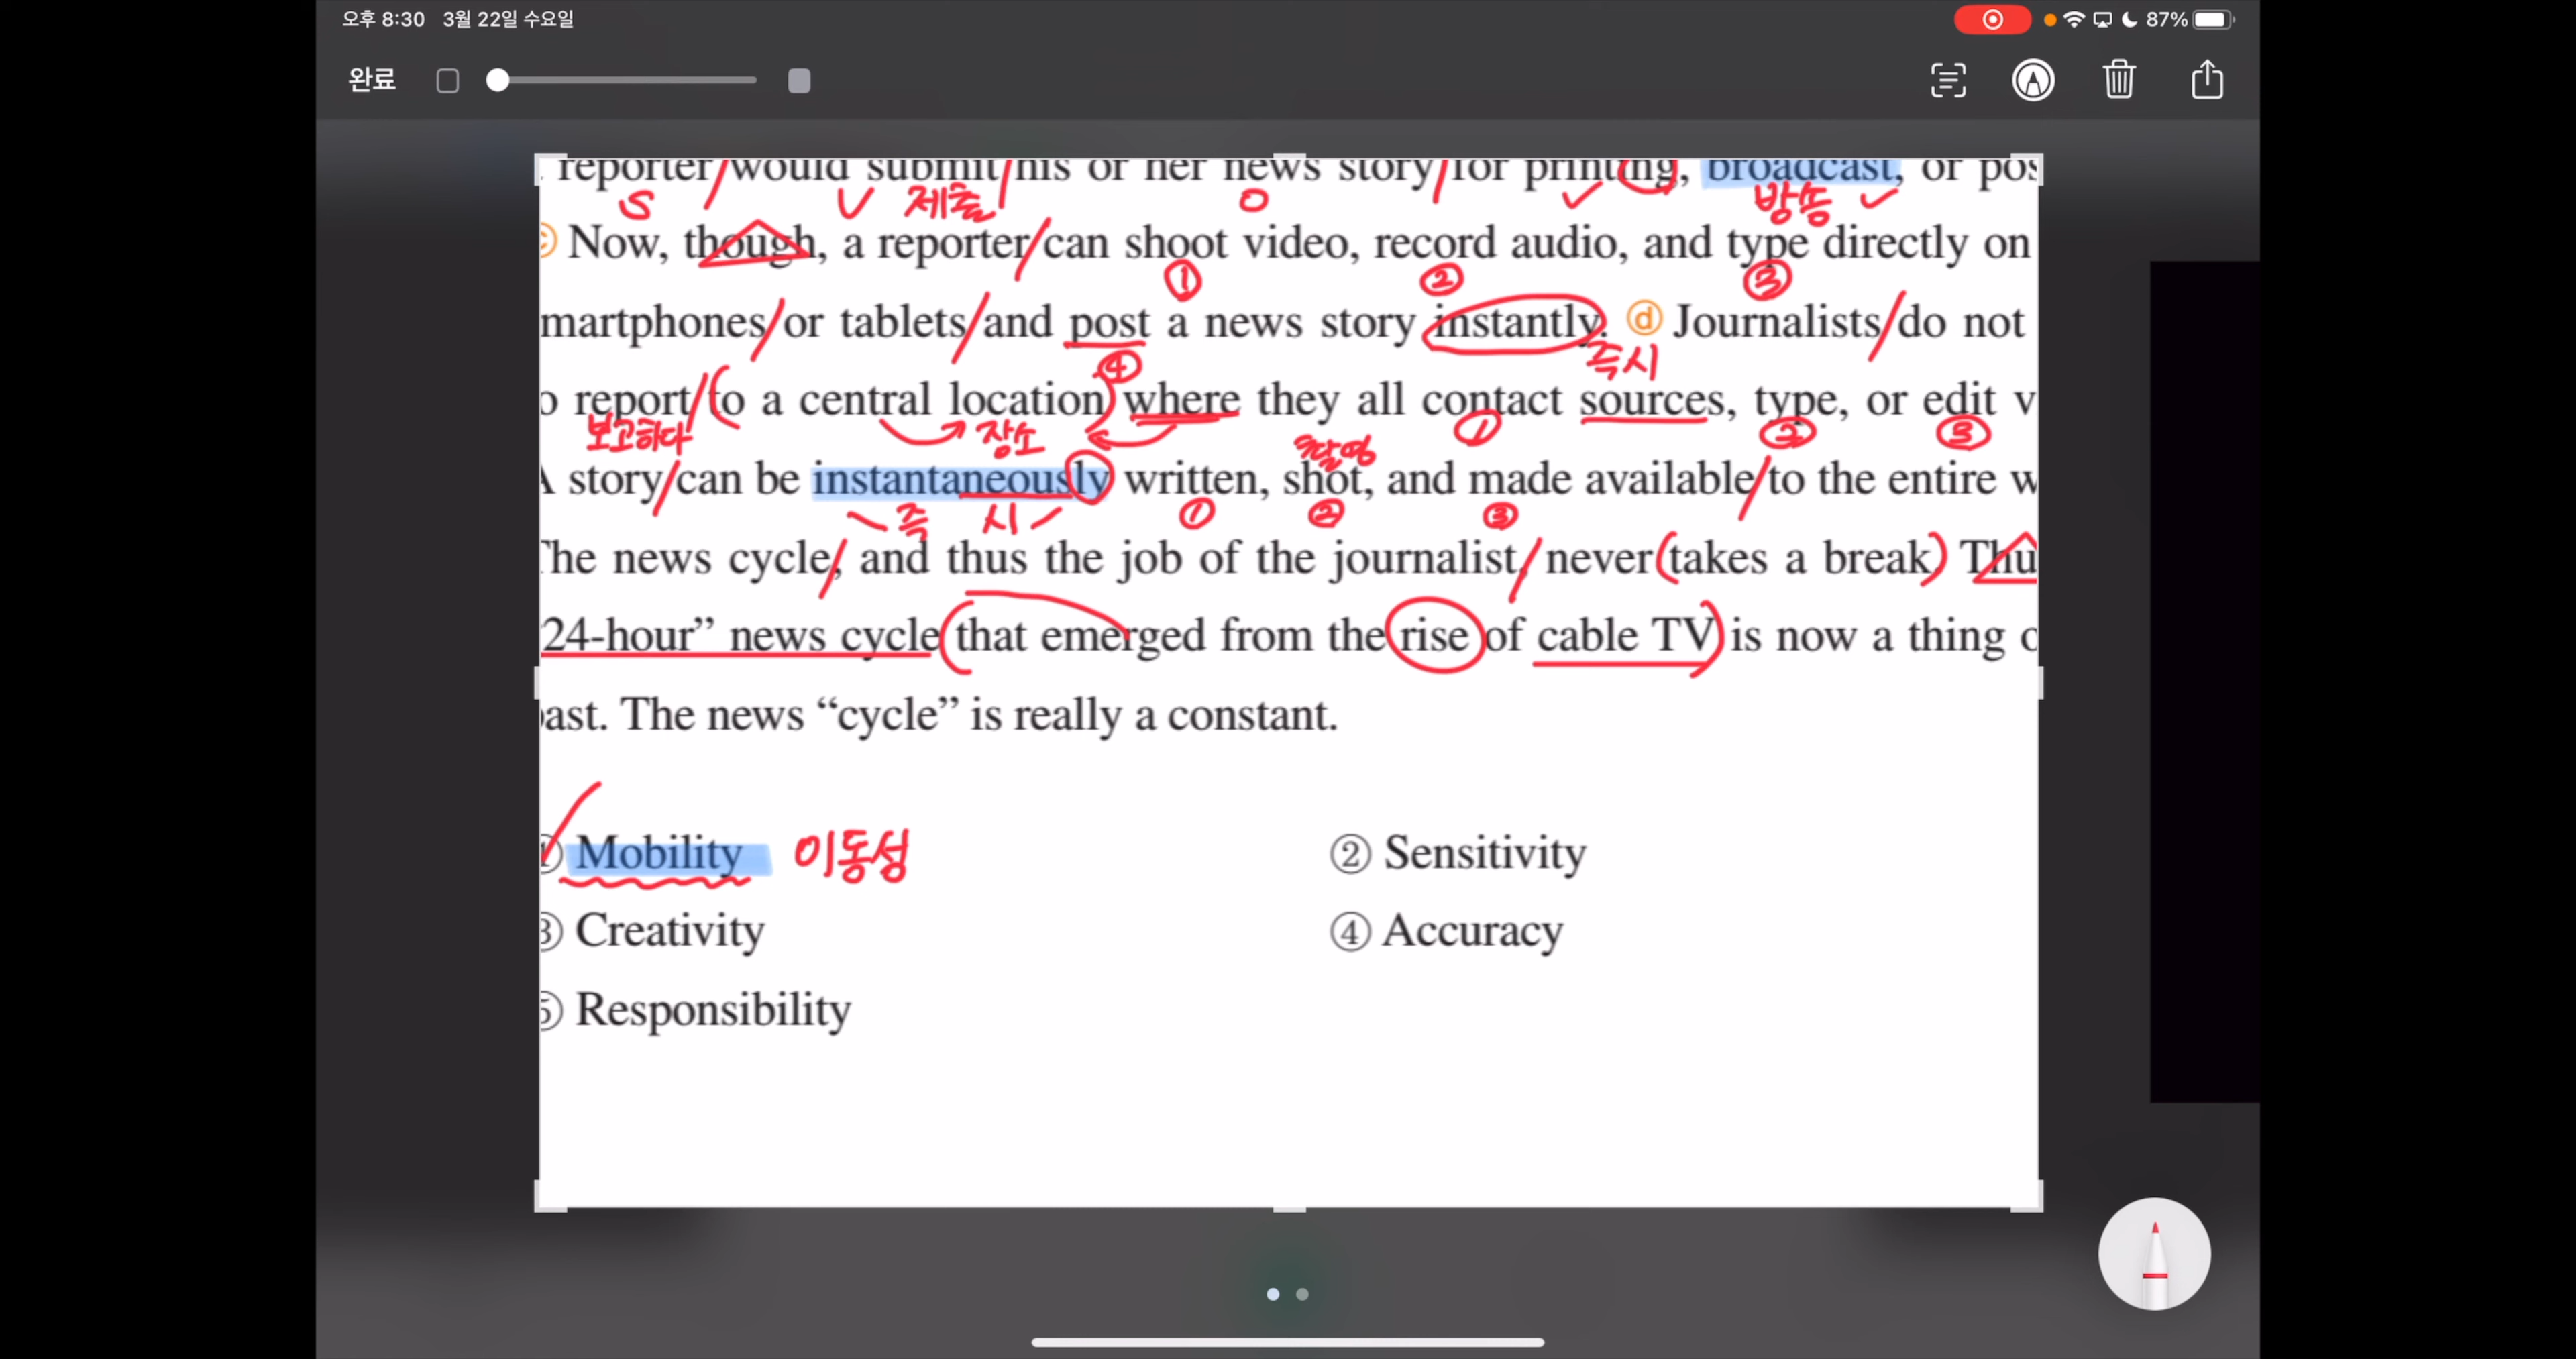 오후 8:30 3월 22일 수요일 87%
완료
reporter would submit his or her news story for printing, broadcast, or pos
S V 제출 O 방송
ⓒ Now, though, a reporter can shoot video, record audio, and type directly on
① ② ③
martphones or tablets and post a news story instantly. ⓓ Journalists do not
④ 즉시
o report to a central location where they all contact sources, type, or edit v
보고하다 장소 ① ② ③
촬영
A story can be instantaneously written, shot, and made available to the entire w
즉 시 ① ② ③
The news cycle, and thus the job of the journalist, never takes a break. Thu
24-hour” news cycle that emerged from the rise of cable TV is now a thing o
past. The news “cycle” is really a constant.
① Mobility 이동성 ② Sensitivity
③ Creativity ④ Accuracy
⑤ Responsibility